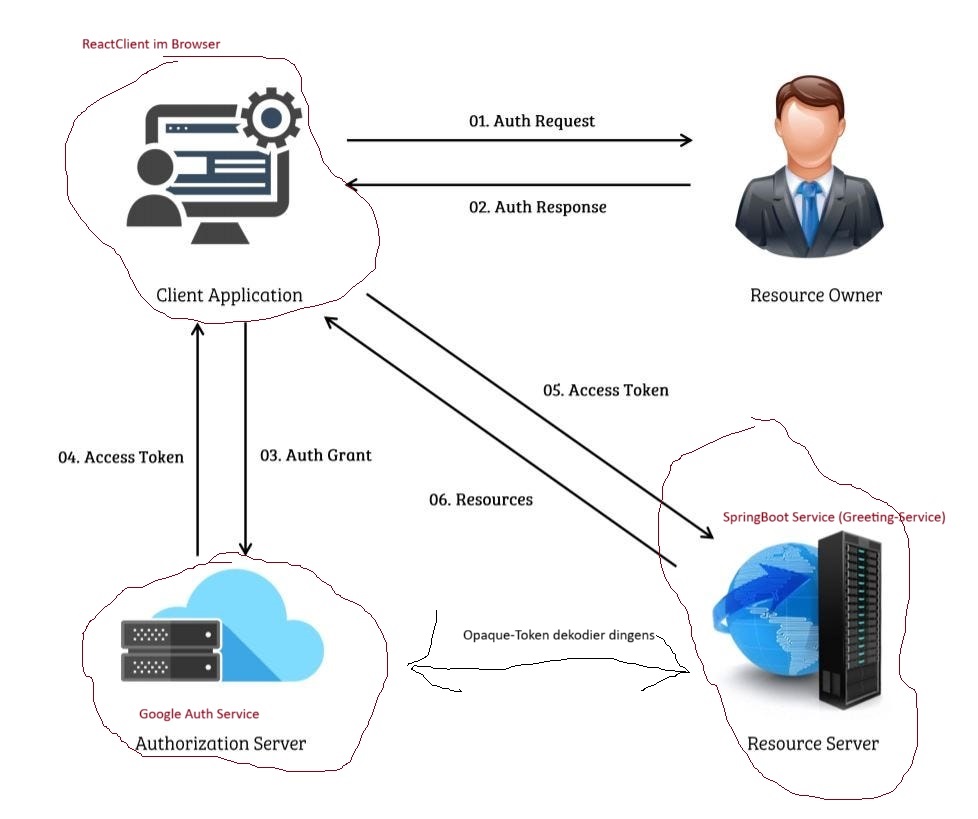 ReactClient im Browser
01. Auth Request
02. Auth Response
Client Application
Resource Owner
05. Access Token
04. Access Token
03. Auth Grant
06. Resources
SpringBoot Service (Greeting-Service)
Opaque-Token dekodier dingens
Google Auth Service
Authorization Server
Resource Server